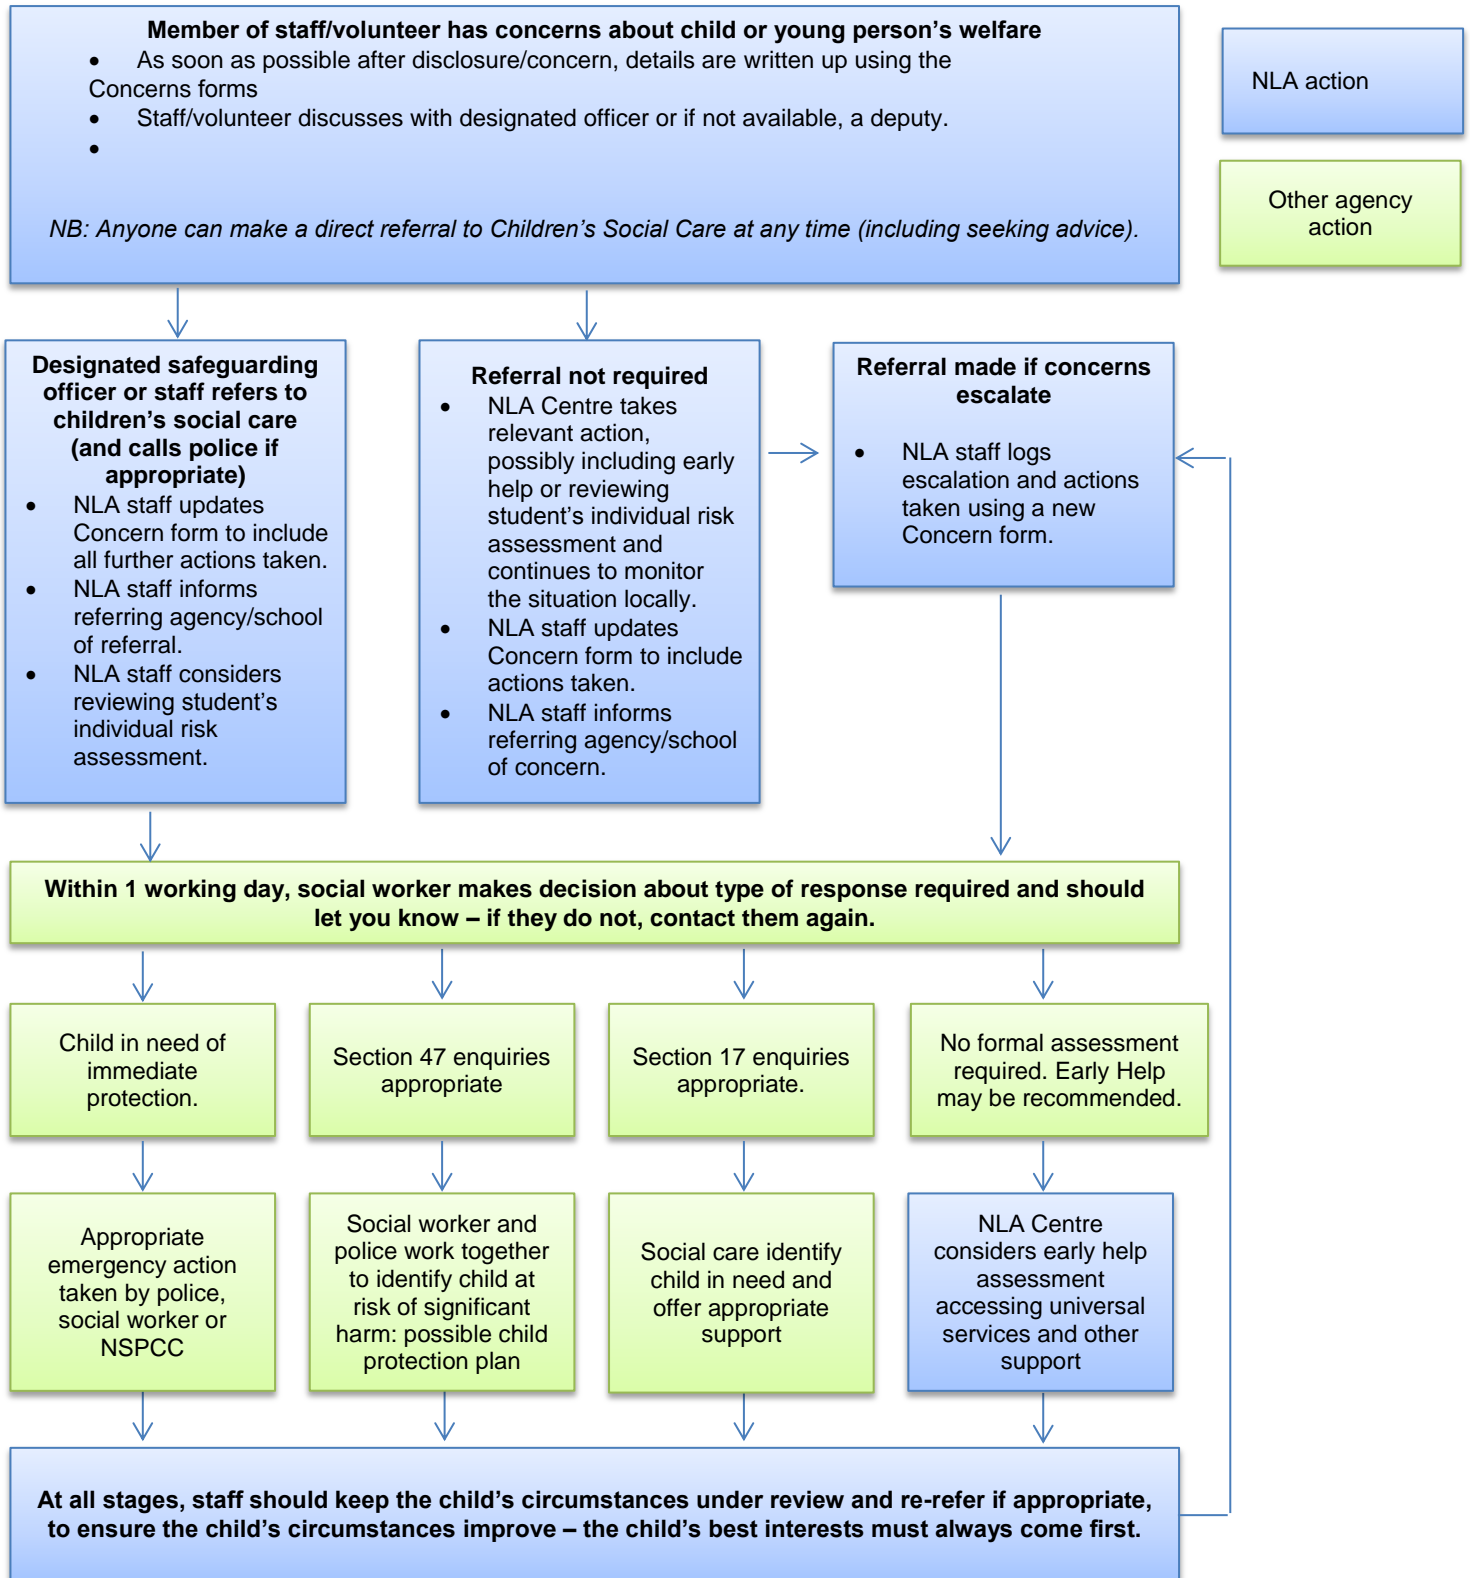 Member of staff/volunteer has concerns about child or young person’s welfare
• As soon as possible after disclosure/concern, details are written up using the
Concerns forms
• Staff/volunteer discusses with designated officer or if not available, a deputy.
•
NB: Anyone can make a direct referral to Children’s Social Care at any time (including seeking advice).
NLA action
Other agency
action
Designated safeguarding
officer or staff refers to
children’s social care
(and calls police if
appropriate)
• NLA staff updates
Concern form to include
all further actions taken.
• NLA staff informs
referring agency/school
of referral.
• NLA staff considers
reviewing student’s
individual risk
assessment.
Referral not required
• NLA Centre takes
relevant action,
possibly including early
help or reviewing
student’s individual risk
assessment and
continues to monitor
the situation locally.
• NLA staff updates
Concern form to include
actions taken.
• NLA staff informs
referring agency/school
of concern.
Referral made if concerns
escalate
• NLA staff logs
escalation and actions
taken using a new
Concern form.
Within 1 working day, social worker makes decision about type of response required and should
let you know – if they do not, contact them again.
Child in need of
immediate
protection.
Section 47 enquiries
appropriate
Section 17 enquiries
appropriate.
No formal assessment
required. Early Help
may be recommended.
Appropriate
emergency action
taken by police,
social worker or
NSPCC
Social worker and
police work together
to identify child at
risk of significant
harm: possible child
protection plan
Social care identify
child in need and
offer appropriate
support
NLA Centre
considers early help
assessment
accessing universal
services and other
support
At all stages, staff should keep the child’s circumstances under review and re-refer if appropriate,
to ensure the child’s circumstances improve – the child’s best interests must always come first.